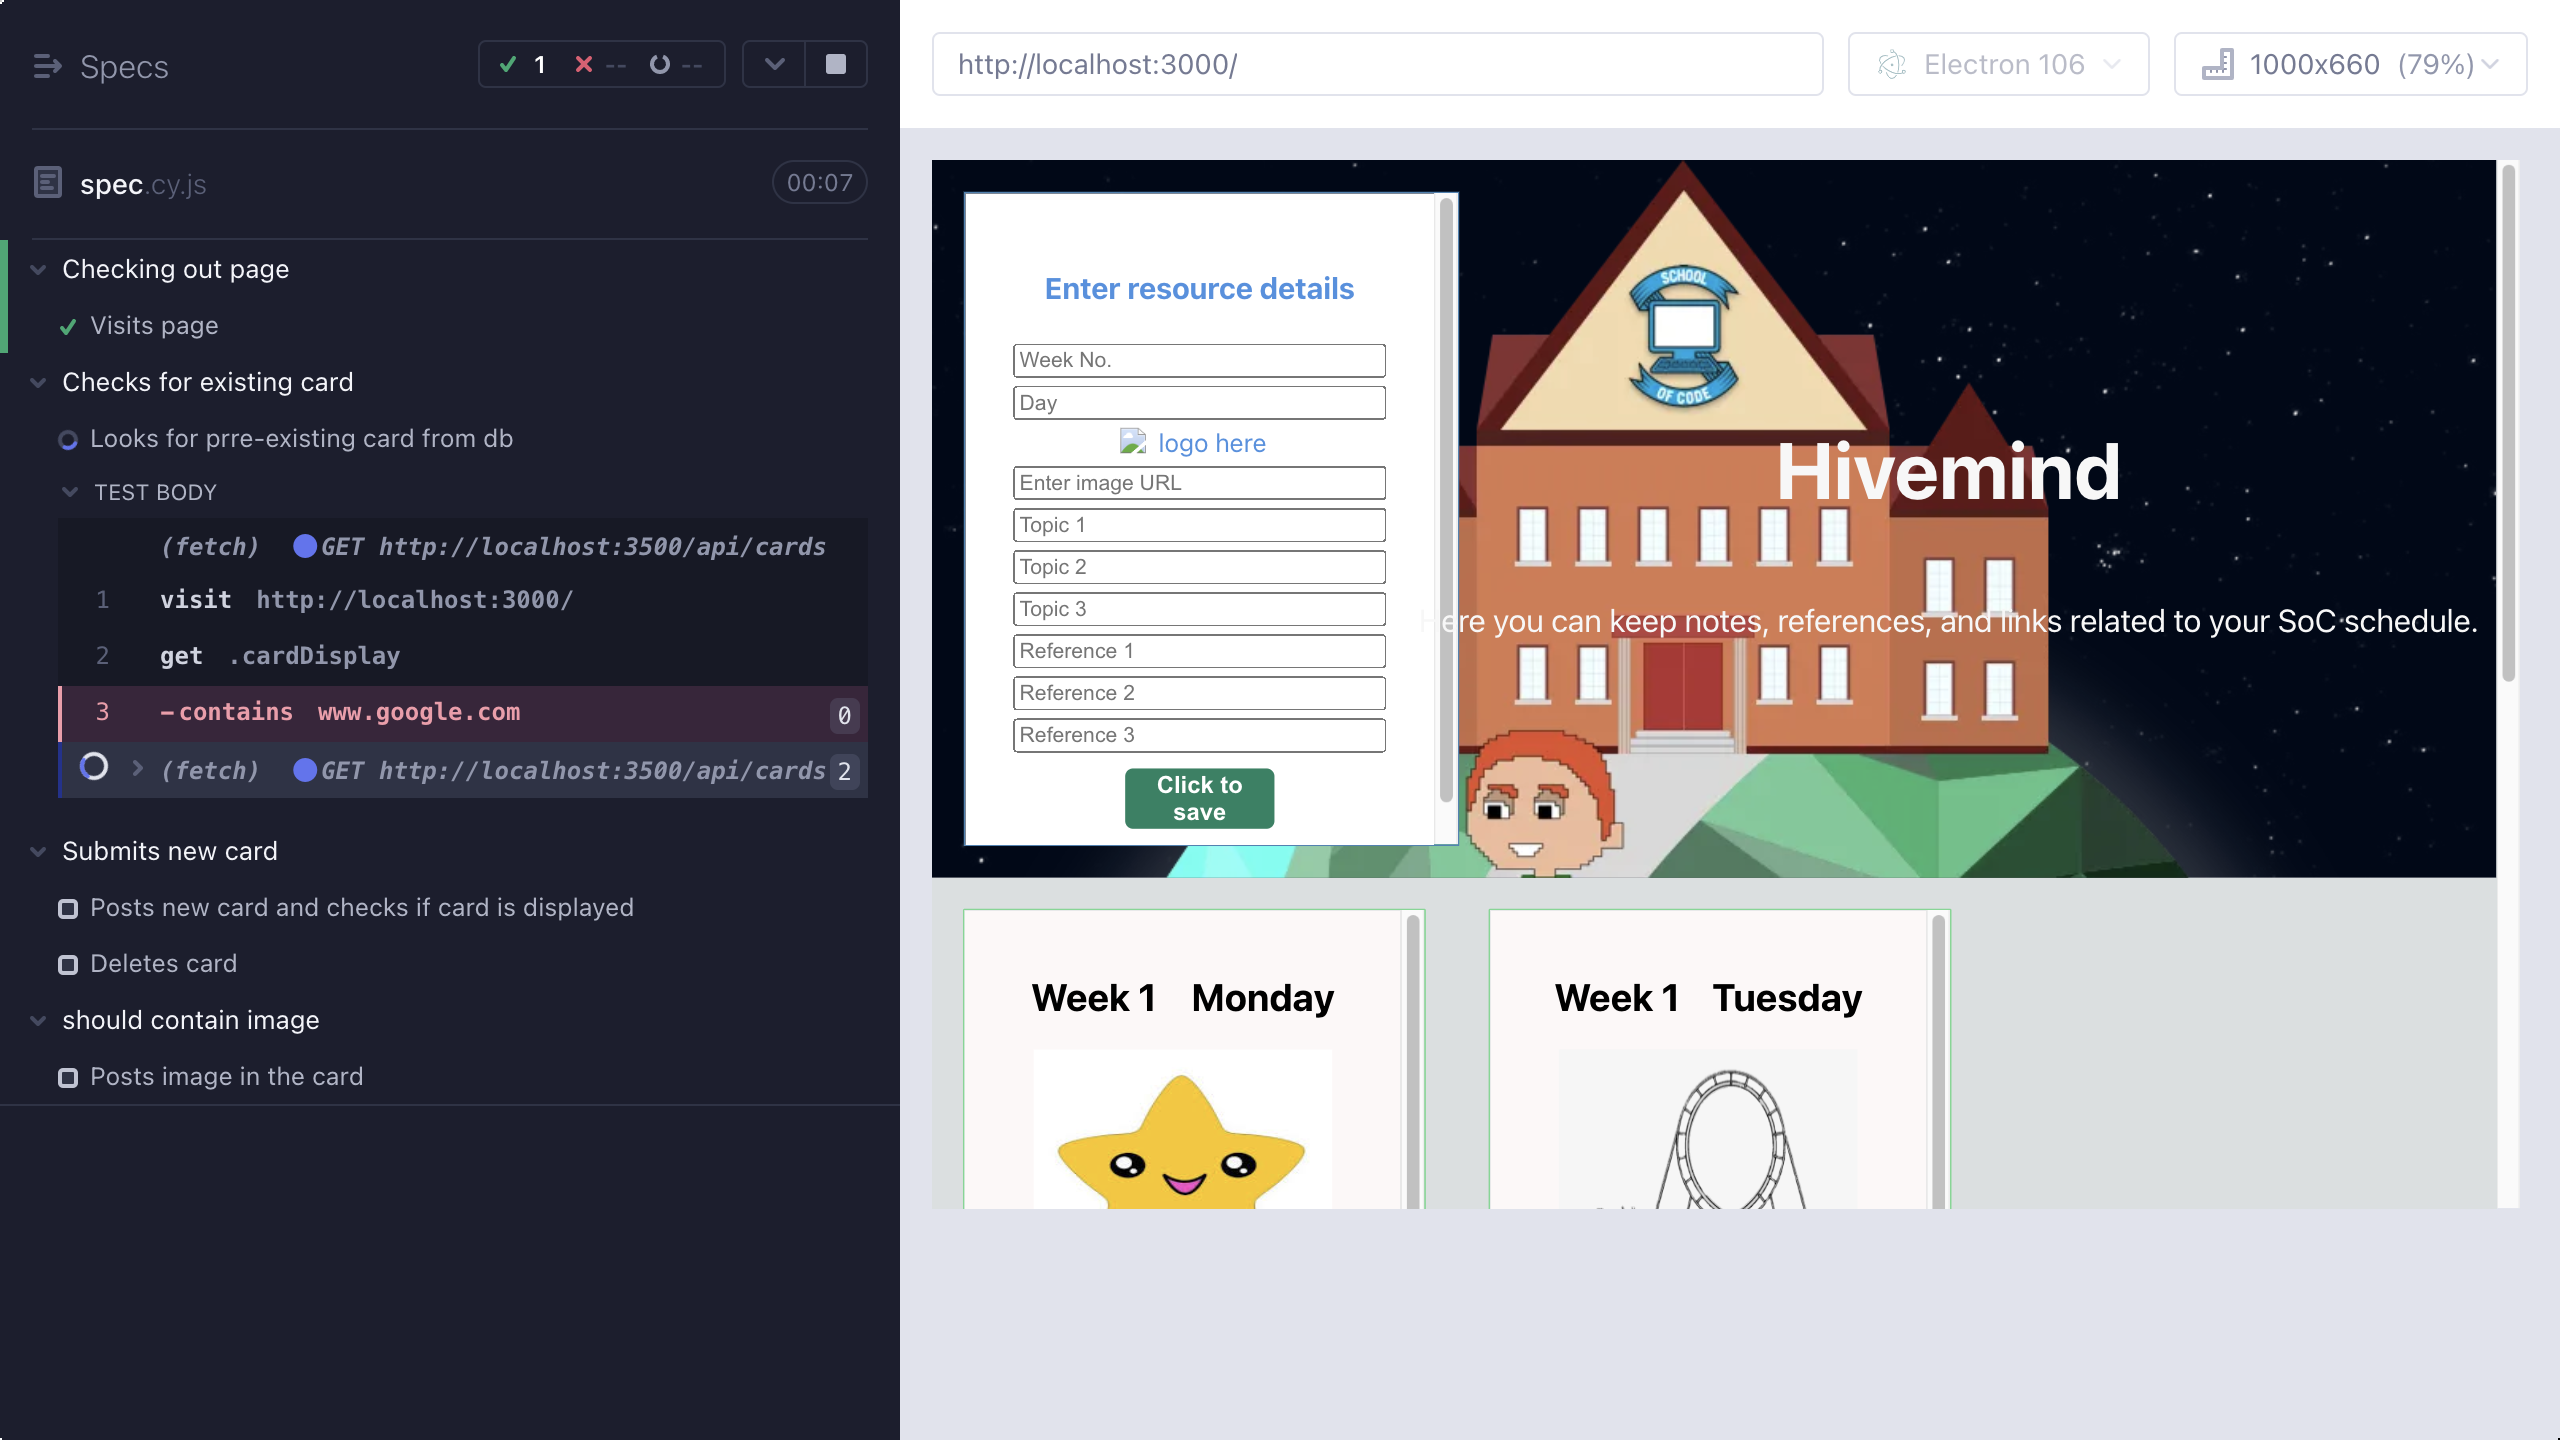 Specs
1
--
--
spec.cy.js
00:07
Checking out page
Visits page
Checks for existing card
Looks for prre-existing card from db
TEST BODY
(fetch) GET http://localhost:3500/api/cards
1 visit http://localhost:3000/
2 get .cardDisplay
3 -contains www.google.com 0
(fetch) GET http://localhost:3500/api/cards 2
Submits new card
Posts new card and checks if card is displayed
Deletes card
should contain image
Posts image in the card
http://localhost:3000/
Electron 106
1000x660 (79%)
Enter resource details
Week No.
Day
logo here
Enter image URL
Topic 1
Topic 2
Topic 3
Reference 1
Reference 2
Reference 3
Click to
save
SCHOOL
OF CODE
Hivemind
Here you can keep notes, references, and links related to your SoC schedule.
Week 1 Monday
Week 1 Tuesday